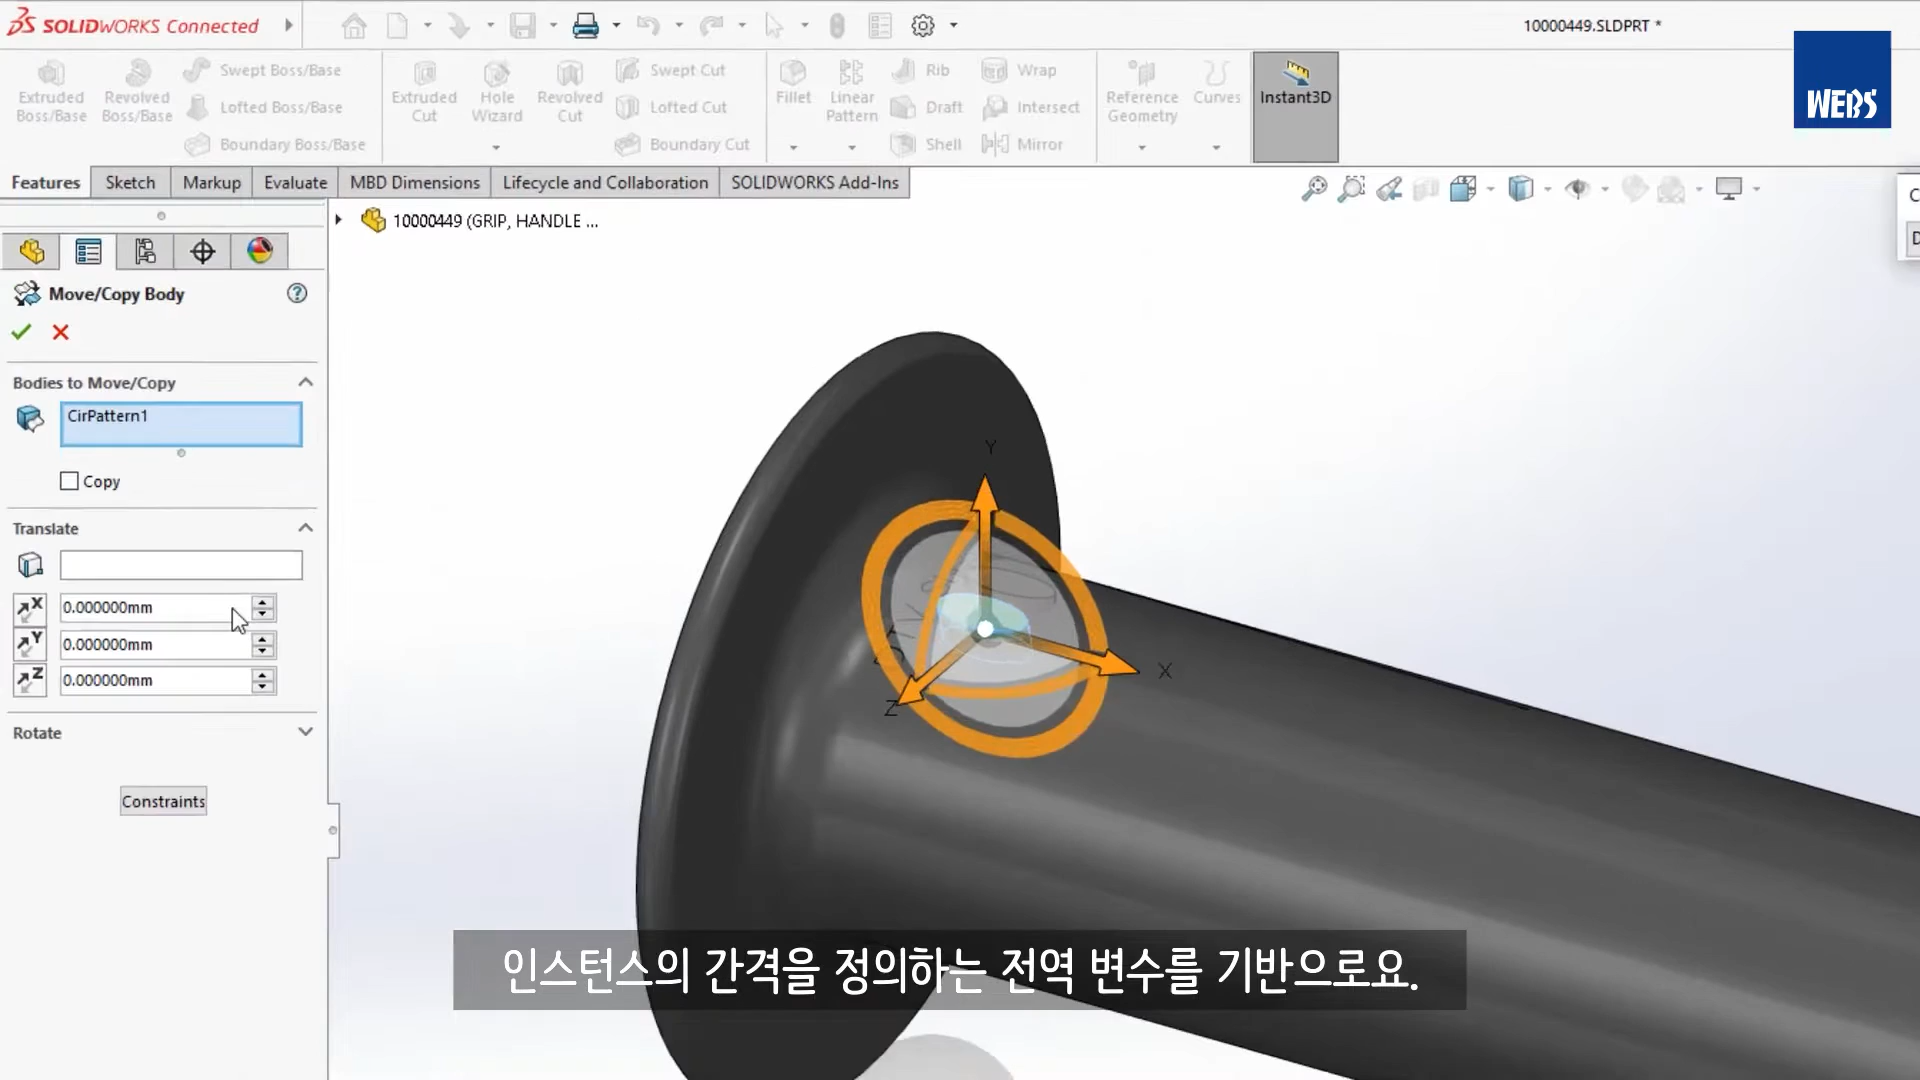 SOLIDWORKS Connected
10000449.SLDPRT *
WEBS
Extruded Boss/Base
Revolved Boss/Base
Swept Boss/Base
Lofted Boss/Base
Boundary Boss/Base
Extruded Cut
Hole Wizard
Revolved Cut
Swept Cut
Lofted Cut
Boundary Cut
Fillet
Linear Pattern
Rib
Draft
Shell
Wrap
Intersect
Mirror
Reference Geometry
Curves
Instant3D
Features
Sketch
Markup
Evaluate
MBD Dimensions
Lifecycle and Collaboration
SOLIDWORKS Add-Ins
10000449 (GRIP, HANDLE ...
Move/Copy Body
Bodies to Move/Copy
CirPattern1
Copy
Translate
X
0.000000mm
Y
0.000000mm
Z
0.000000mm
Rotate
Constraints
Y
X
Z
인스턴스의 간격을 정의하는 전역 변수를 기반으로요.